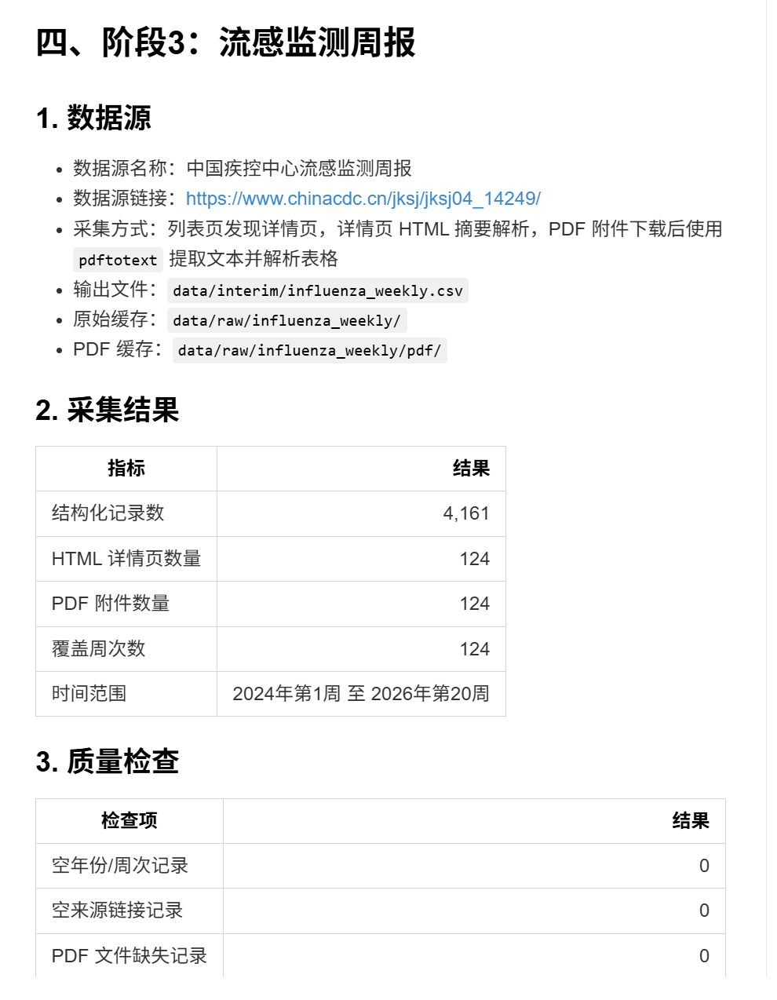 四、阶段3：流感监测周报
1. 数据源
• 数据源名称：中国疾控中心流感监测周报
• 数据源链接：https://www.chinacdc.cn/jksj/jksj04_14249/
• 采集方式：列表页发现详情页，详情页 HTML 摘要解析，PDF 附件下载后使用
pdftotext 提取文本并解析表格
• 输出文件：data/interim/influenza_weekly.csv
• 原始缓存：data/raw/influenza_weekly/
• PDF 缓存：data/raw/influenza_weekly/pdf/
2. 采集结果
指标 结果
结构化记录数 4,161
HTML 详情页数量 124
PDF 附件数量 124
覆盖周次数 124
时间范围 2024年第1周 至 2026年第20周
3. 质量检查
检查项 结果
空年份/周次记录 0
空来源链接记录 0
PDF 文件缺失记录 0